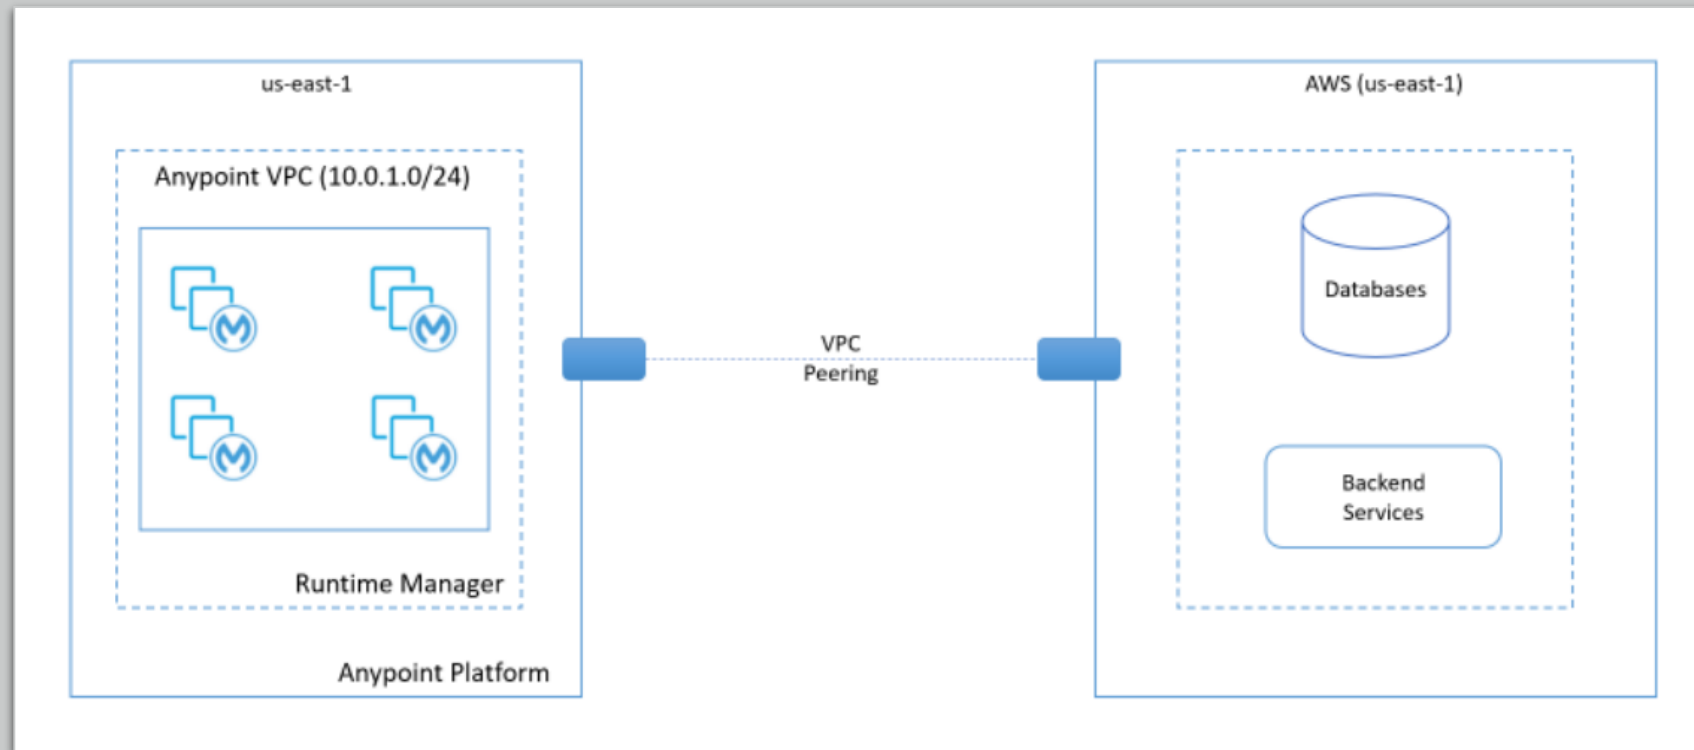 us-east-1
Anypoint VPC (10.0.1.0/24)
Runtime Manager
Anypoint Platform
VPC
Peering
AWS (us-east-1)
Databases
Backend
Services